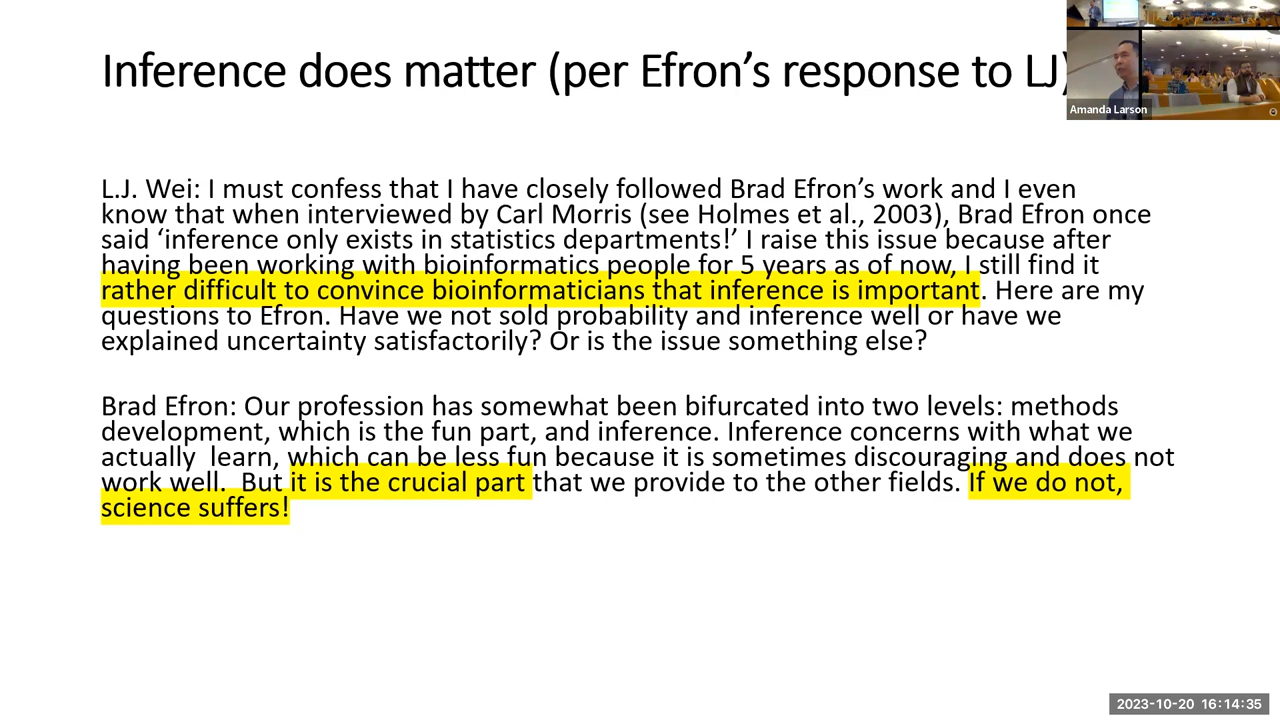 Inference does matter (per Efron’s response to LJ)
Amanda Larson
L.J. Wei: I must confess that I have closely followed Brad Efron’s work and I even
know that when interviewed by Carl Morris (see Holmes et al., 2003), Brad Efron once
said ‘inference only exists in statistics departments!’ I raise this issue because after
having been working with bioinformatics people for 5 years as of now, I still find it
rather difficult to convince bioinformaticians that inference is important. Here are my
questions to Efron. Have we not sold probability and inference well or have we
explained uncertainty satisfactorily? Or is the issue something else?
Brad Efron: Our profession has somewhat been bifurcated into two levels: methods
development, which is the fun part, and inference. Inference concerns with what we
actually  learn, which can be less fun because it is sometimes discouraging and does not
work well.  But it is the crucial part that we provide to the other fields. If we do not,
science suffers!
2023-10-20 16:14:35